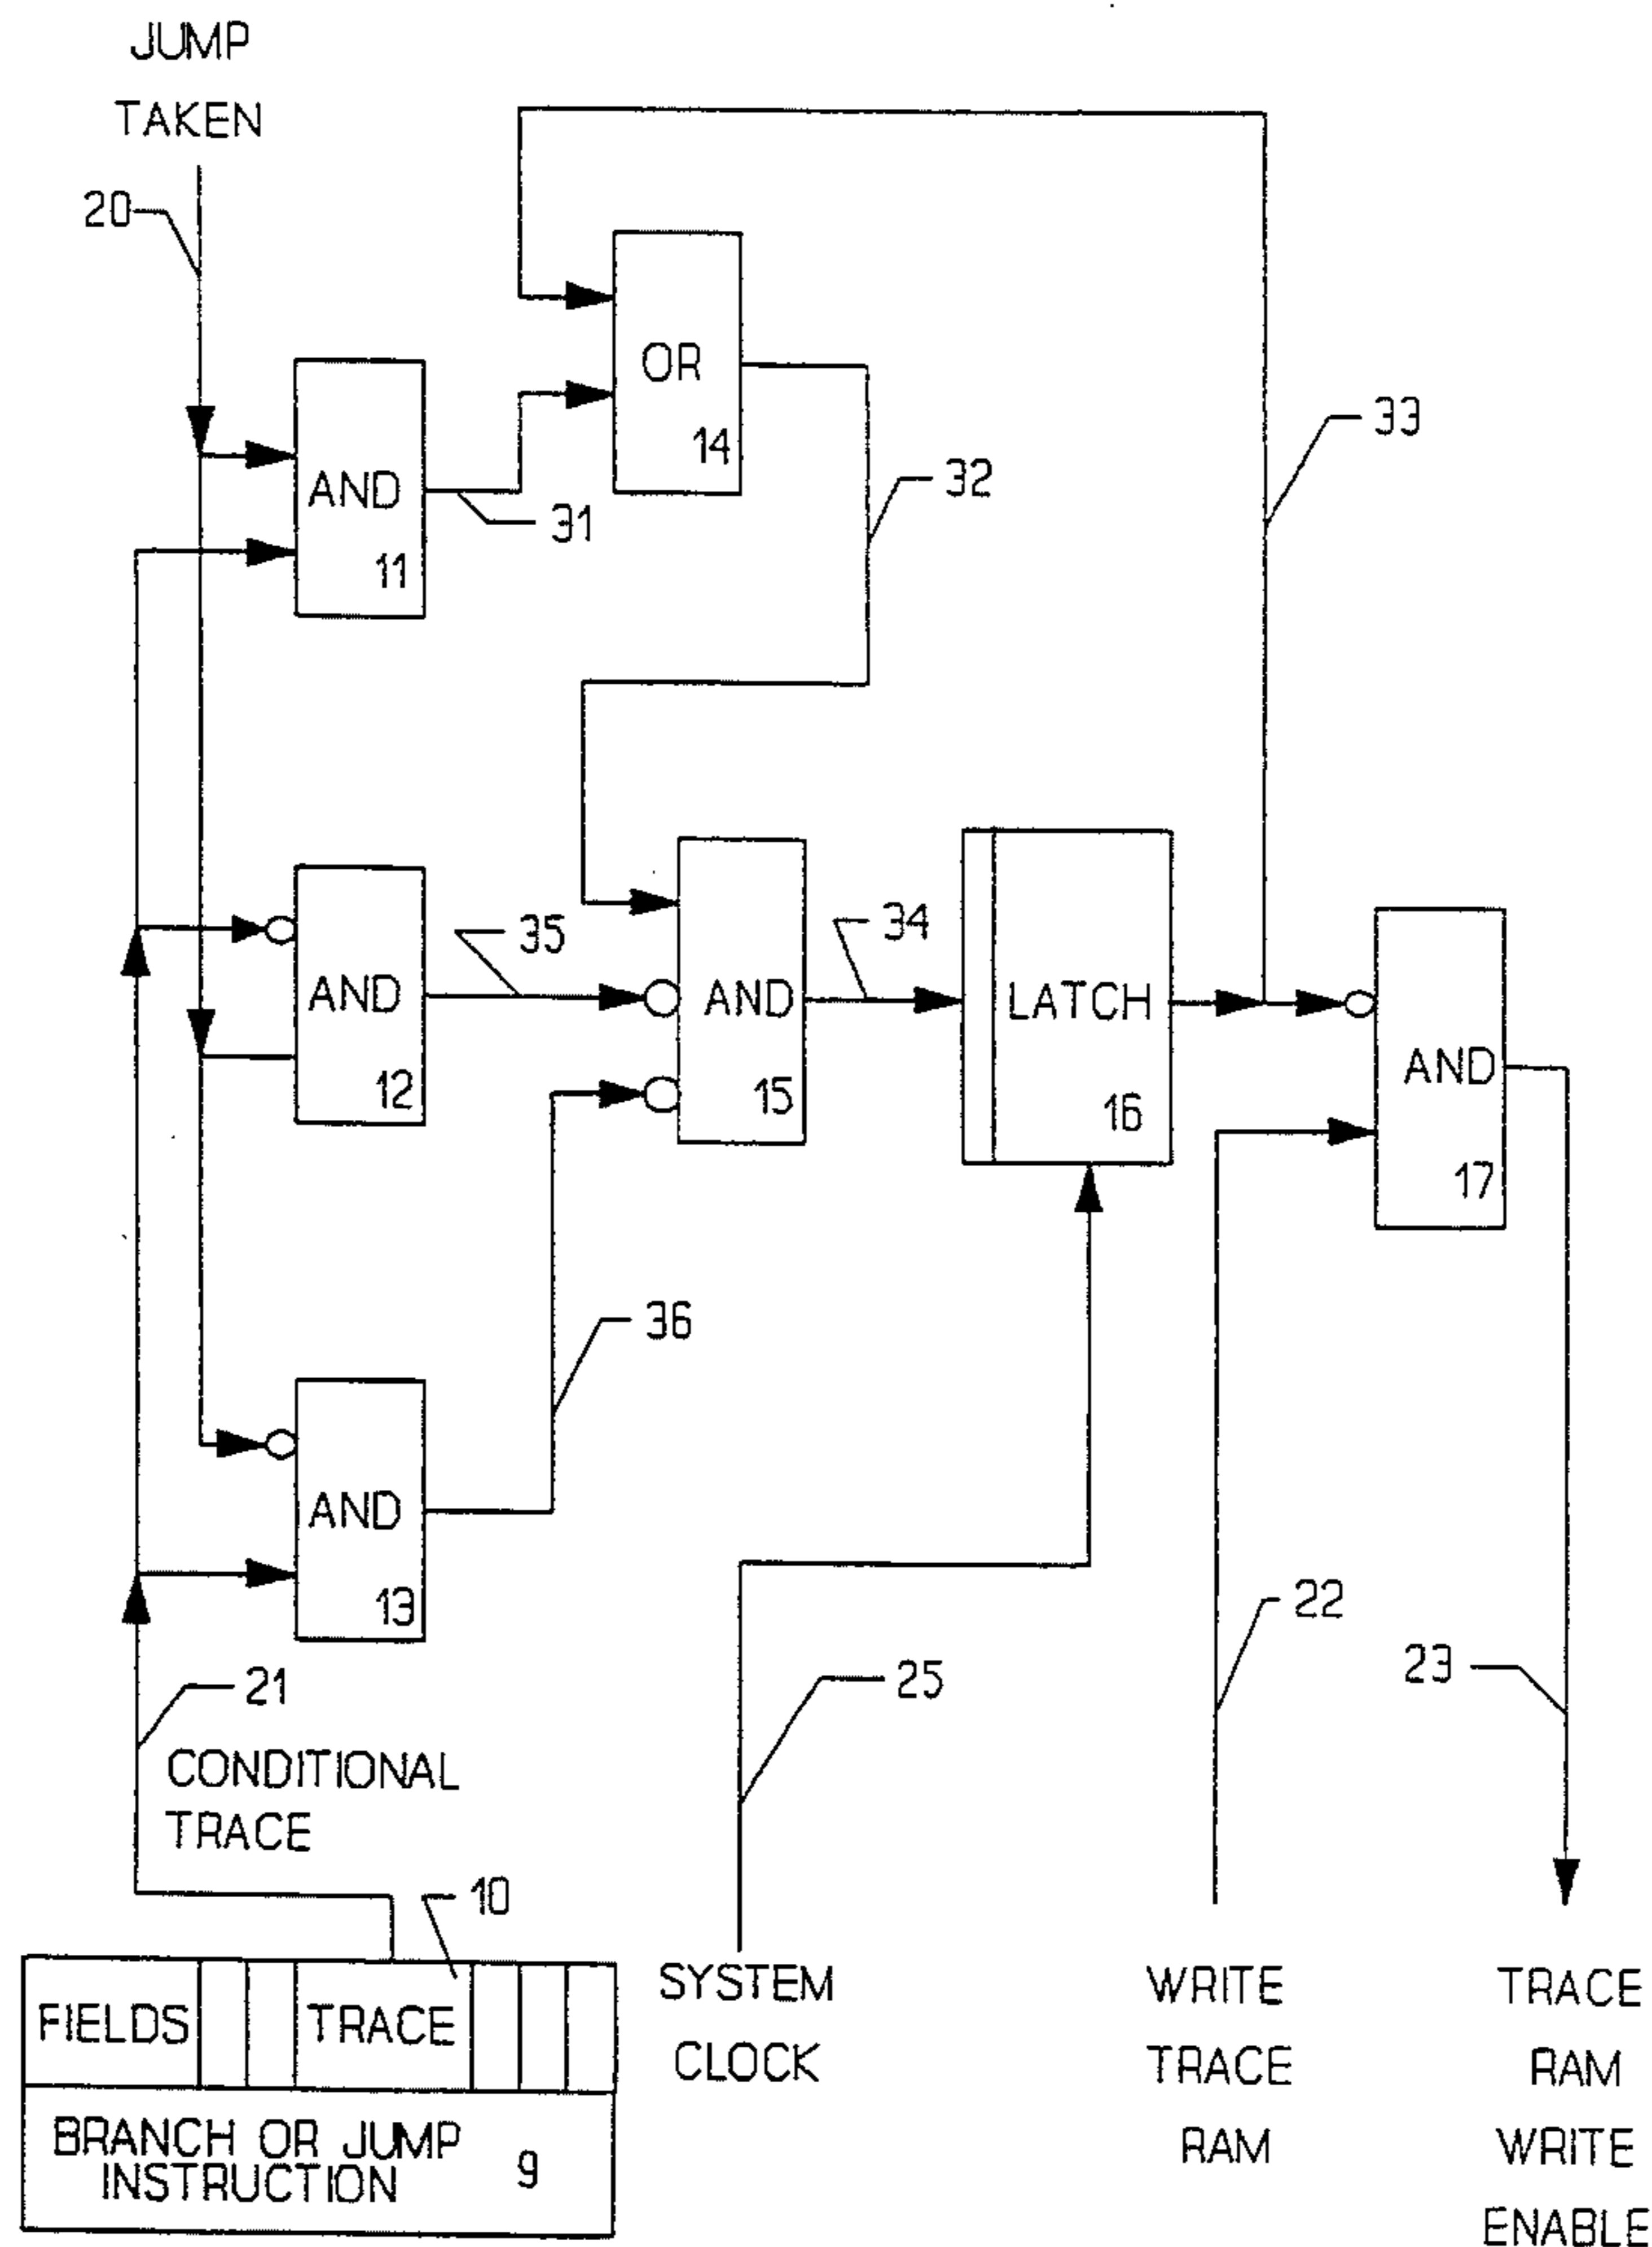 JUMP
TAKEN
20
OR
14
33
32
AND
11
31
35
34
AND
12
AND
15
LATCH
16
AND
17
36
AND
13
22
23
21
25
CONDITIONAL
TRACE
10
FIELDS
TRACE
BRANCH OR JUMP
INSTRUCTION
9
SYSTEM
CLOCK
WRITE
TRACE
RAM
TRACE
RAM
WRITE
ENABLE